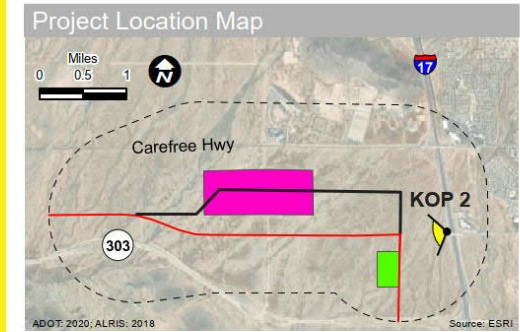 Project Location Map
Miles
0 0.5 1
N
17
Carefree Hwy
KOP 2
303
ADOT: 2020; ALRIS: 2018
Source: ESRI